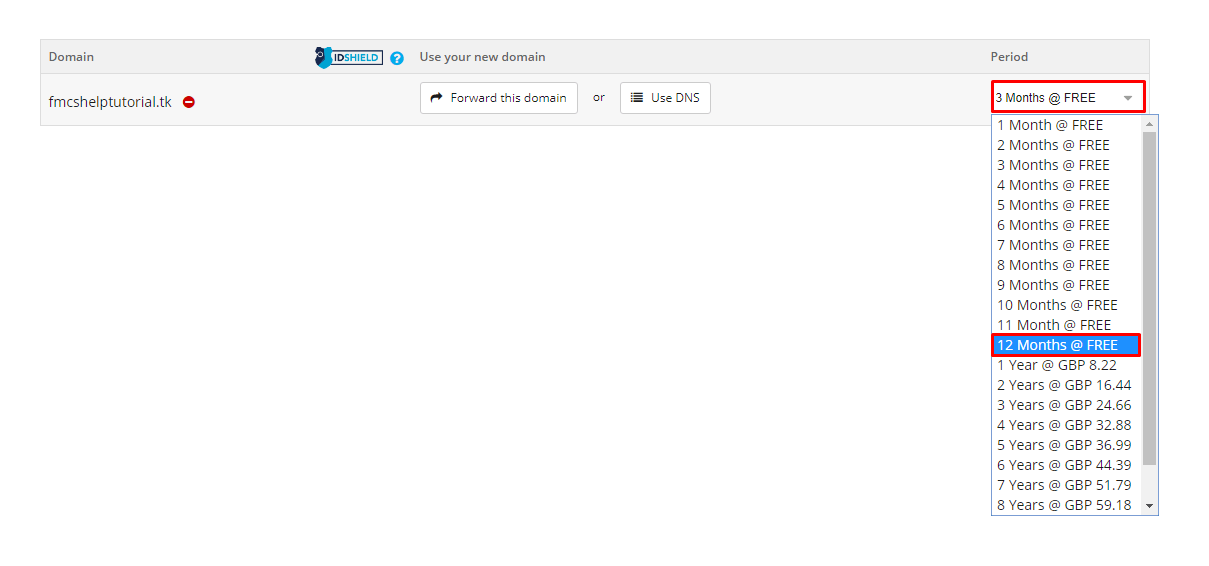 Domain IDSHIELD ? Use your new domain Period
fmcshelptutorial.tk Forward this domain or Use DNS 3 Months @ FREE
1 Month @ FREE
2 Months @ FREE
3 Months @ FREE
4 Months @ FREE
5 Months @ FREE
6 Months @ FREE
7 Months @ FREE
8 Months @ FREE
9 Months @ FREE
10 Months @ FREE
11 Month @ FREE
12 Months @ FREE
1 Year @ GBP 8.22
2 Years @ GBP 16.44
3 Years @ GBP 24.66
4 Years @ GBP 32.88
5 Years @ GBP 36.99
6 Years @ GBP 44.39
7 Years @ GBP 51.79
8 Years @ GBP 59.18